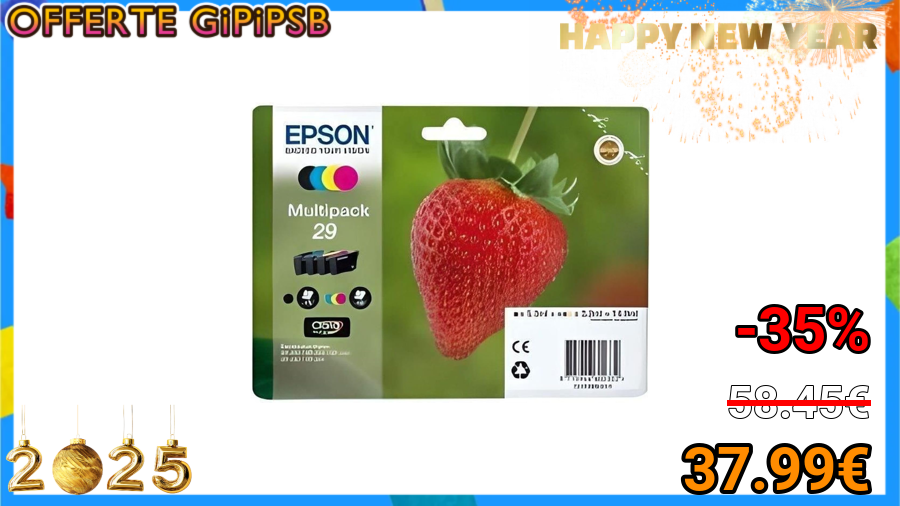 OFFERTE GiPiPSB
HAPPY NEW YEAR
EPSON
Multipack
29
-35%
58.45€
37.99€
2025